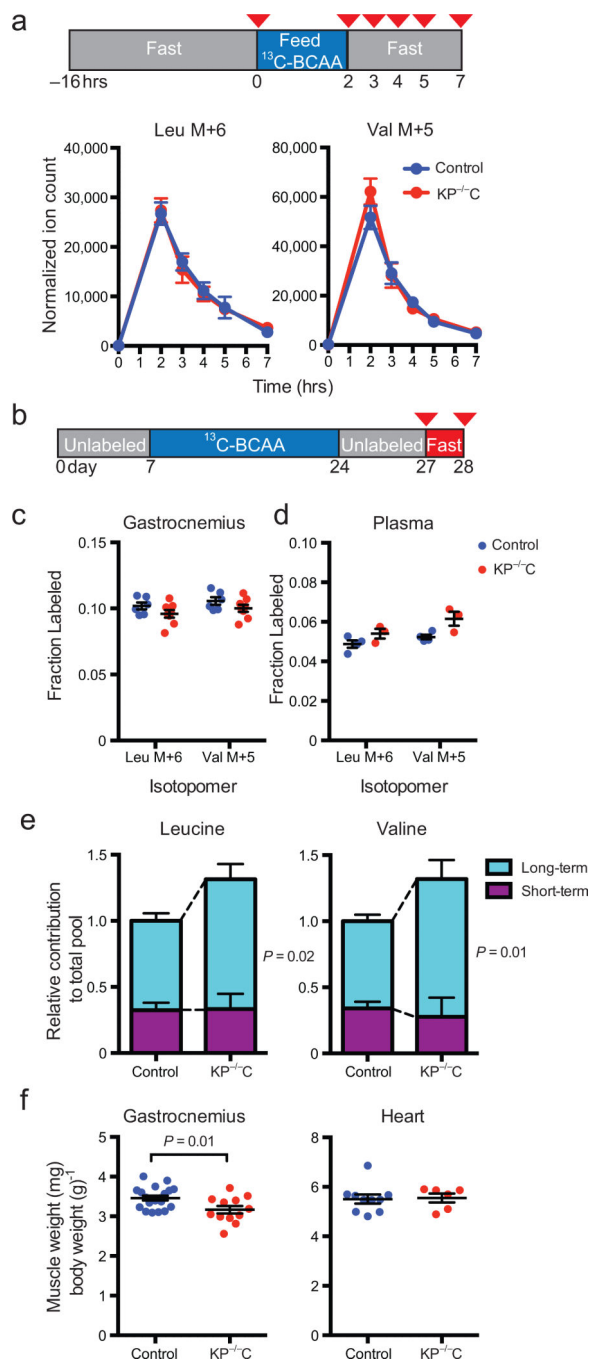 a
Fast
Feed
¹³C-BCAA
Fast
–16 hrs
0
2
3
4
5
7
Leu M+6
Val M+5
Normalized ion count
40,000
30,000
20,000
10,000
0
80,000
60,000
40,000
20,000
0
Control
KP⁻/⁻C
0 1 2 3 4 5 6 7
0 1 2 3 4 5 6 7
Time (hrs)
b
Unlabeled
¹³C-BCAA
Unlabeled
Fast
0 day
7
24
27
28
c
Gastrocnemius
Fraction Labeled
0.15
0.10
0.05
0
Leu M+6
Val M+5
Isotopomer
d
Plasma
Fraction Labeled
0.10
0.08
0.06
0.04
0.02
0
Control
KP⁻/⁻C
Leu M+6
Val M+5
Isotopomer
e
Leucine
Valine
Relative contribution
to total pool
1.5
1.0
0.5
0
P = 0.02
Control
KP⁻/⁻C
1.5
1.0
0.5
0
P = 0.01
Control
KP⁻/⁻C
Long-term
Short-term
f
Gastrocnemius
Heart
Muscle weight (mg)
body weight (g)⁻¹
5
4
3
2
1
0
P = 0.01
Control
KP⁻/⁻C
8
6
4
2
0
Control
KP⁻/⁻C